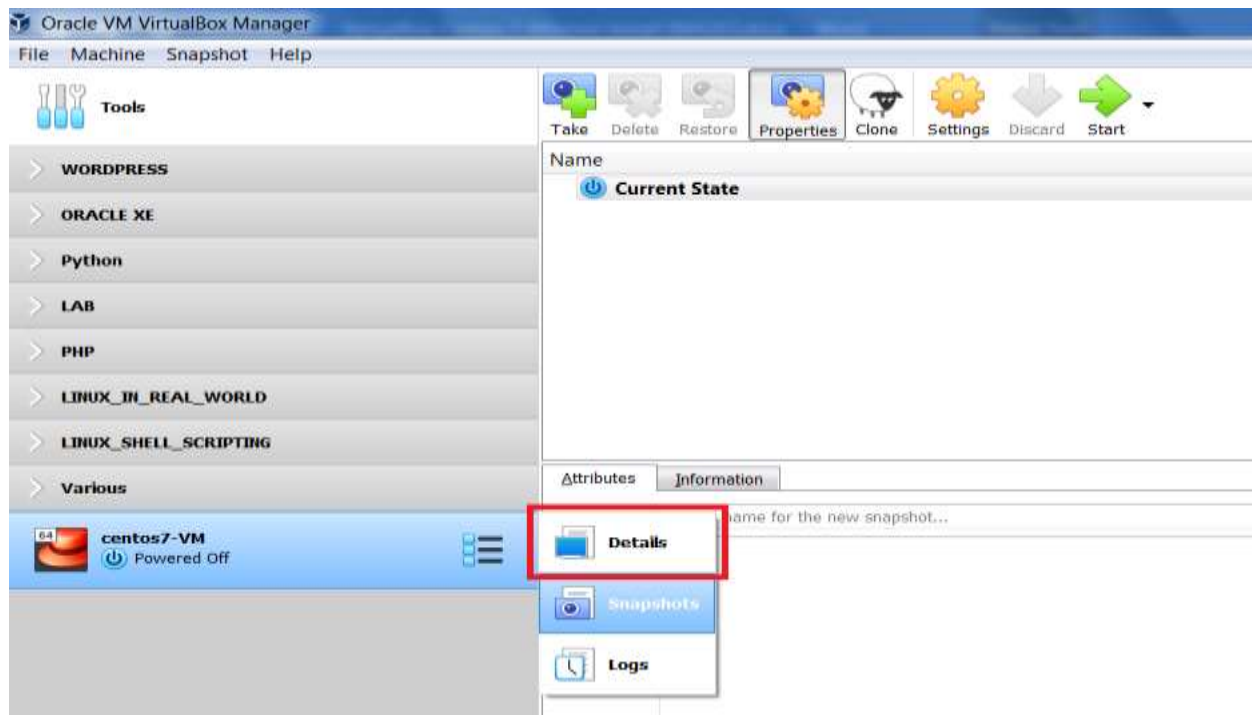 Oracle VM VirtualBox Manager
File Machine Snapshot Help
Tools
Take Delete Restore Properties Clone Settings Discard Start
Name
Current State
WORDPRESS
ORACLE XE
Python
LAB
PHP
LINUX_IN_REAL_WORLD
LINUX_SHELL_SCRIPTING
Various
Attributes Information
name for the new snapshot...
64
centos7-VM
Powered Off
Details
Snapshots
Logs